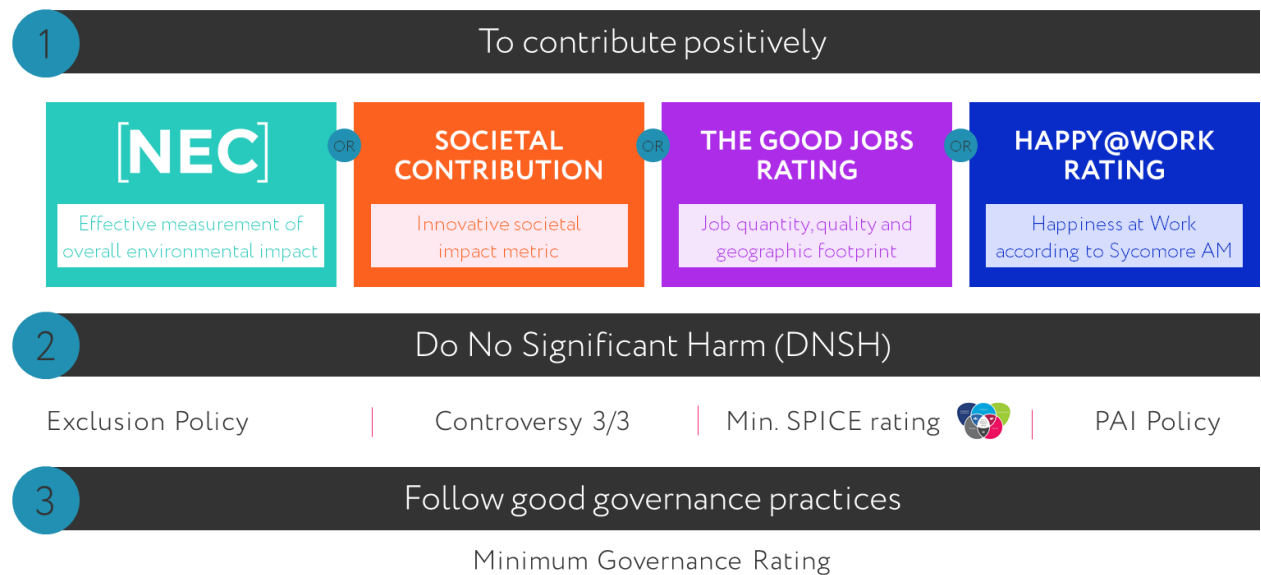 1
To contribute positively
[NEC]
Effective measurement of
overall environmental impact
OR
SOCIETAL
CONTRIBUTION
Innovative societal
impact metric
OR
THE GOOD JOBS
RATING
Job quantity, quality and
geographic footprint
OR
HAPPY@WORK
RATING
Happiness at Work
according to Sycomore AM
2
Do No Significant Harm (DNSH)
Exclusion Policy
Controversy 3/3
Min. SPICE rating
PAI Policy
3
Follow good governance practices
Minimum Governance Rating